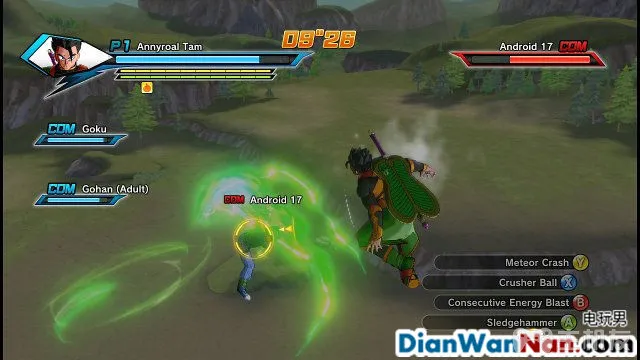 P1 Annyroal Tam
09"26
Android 17 COM
COM Goku
COM Gohan (Adult)
COM Android 17
Meteor Crash Y
Crusher Ball X
Consecutive Energy Blast B
Sledgehammer A
电玩男
DianWanNan.com